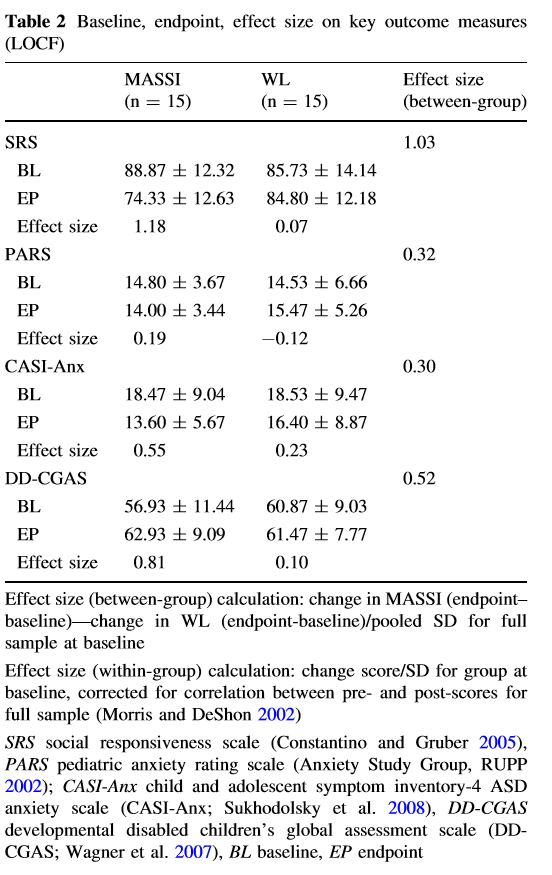 Table 2 Baseline, endpoint, effect size on key outcome measures
(LOCF)
MASSI (n = 15) WL (n = 15) Effect size (between-group)
SRS 1.03
BL 88.87 ± 12.32 85.73 ± 14.14
EP 74.33 ± 12.63 84.80 ± 12.18
Effect size 1.18 0.07
PARS 0.32
BL 14.80 ± 3.67 14.53 ± 6.66
EP 14.00 ± 3.44 15.47 ± 5.26
Effect size 0.19 −0.12
CASI-Anx 0.30
BL 18.47 ± 9.04 18.53 ± 9.47
EP 13.60 ± 5.67 16.40 ± 8.87
Effect size 0.55 0.23
DD-CGAS 0.52
BL 56.93 ± 11.44 60.87 ± 9.03
EP 62.93 ± 9.09 61.47 ± 7.77
Effect size 0.81 0.10
Effect size (between-group) calculation: change in MASSI (endpoint–
baseline)—change in WL (endpoint-baseline)/pooled SD for full
sample at baseline
Effect size (within-group) calculation: change score/SD for group at
baseline, corrected for correlation between pre- and post-scores for
full sample (Morris and DeShon 2002)
SRS social responsiveness scale (Constantino and Gruber 2005),
PARS pediatric anxiety rating scale (Anxiety Study Group, RUPP
2002); CASI-Anx child and adolescent symptom inventory-4 ASD
anxiety scale (CASI-Anx; Sukhodolsky et al. 2008), DD-CGAS
developmental disabled children's global assessment scale (DD-
CGAS; Wagner et al. 2007), BL baseline, EP endpoint